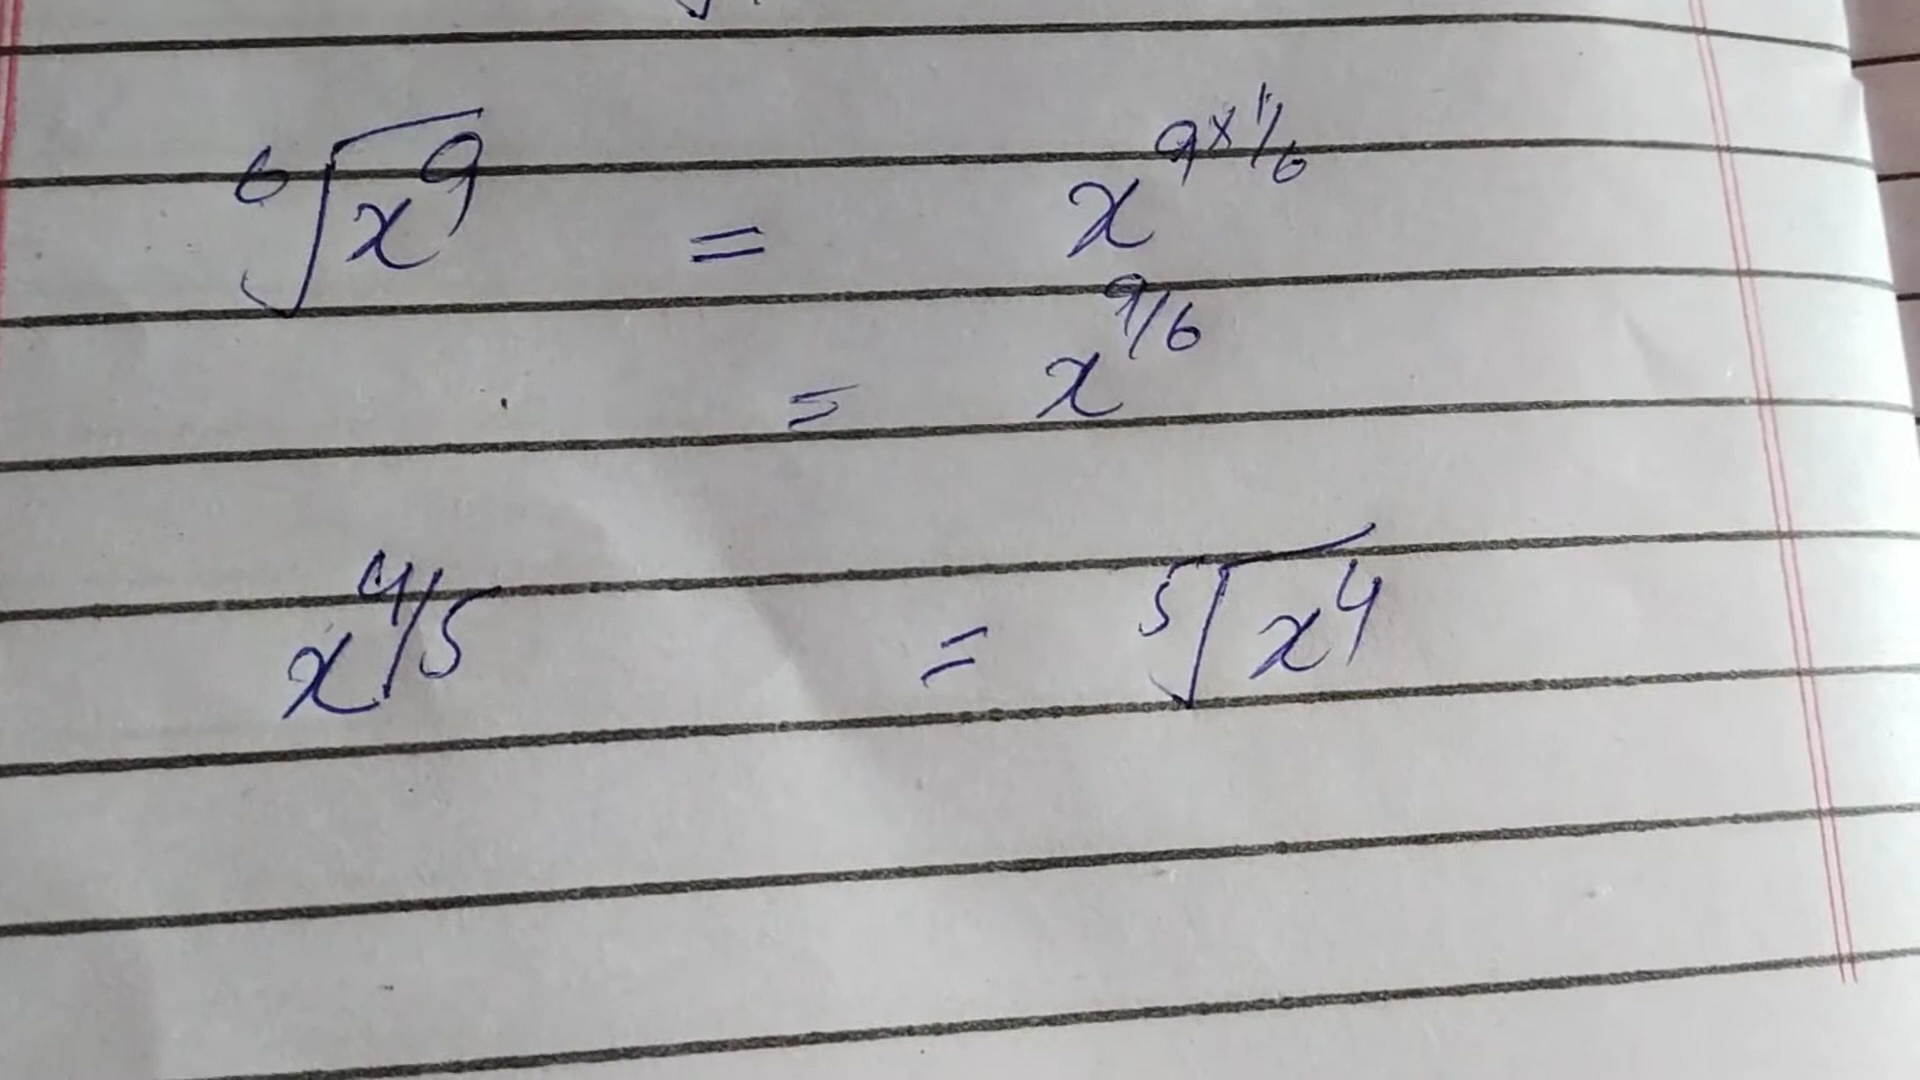 ⁶√x⁹ = x^(9×1/6)
= x^(9/6)
x^(4/5) = ⁵√x⁴